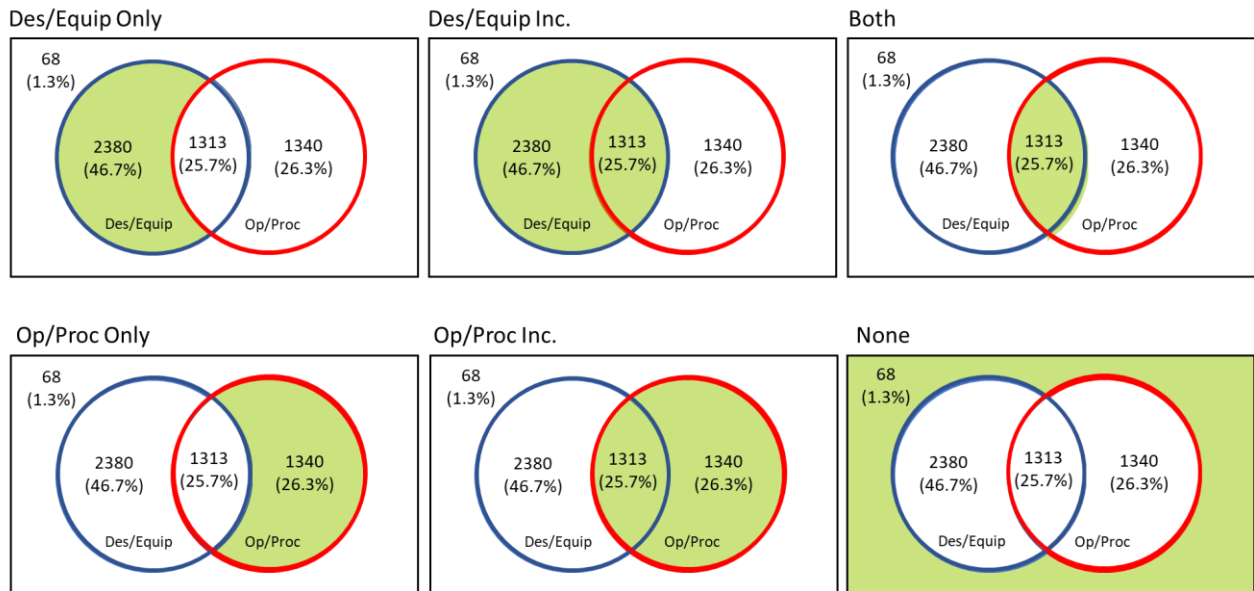 Des/Equip Only
68
(1.3%)
2380
(46.7%)
1313
(25.7%)
1340
(26.3%)
Des/Equip
Op/Proc
Des/Equip Inc.
68
(1.3%)
2380
(46.7%)
1313
(25.7%)
1340
(26.3%)
Des/Equip
Op/Proc
Both
68
(1.3%)
2380
(46.7%)
1313
(25.7%)
1340
(26.3%)
Des/Equip
Op/Proc
Op/Proc Only
68
(1.3%)
2380
(46.7%)
1313
(25.7%)
1340
(26.3%)
Des/Equip
Op/Proc
Op/Proc Inc.
68
(1.3%)
2380
(46.7%)
1313
(25.7%)
1340
(26.3%)
Des/Equip
Op/Proc
None
68
(1.3%)
2380
(46.7%)
1313
(25.7%)
1340
(26.3%)
Des/Equip
Op/Proc